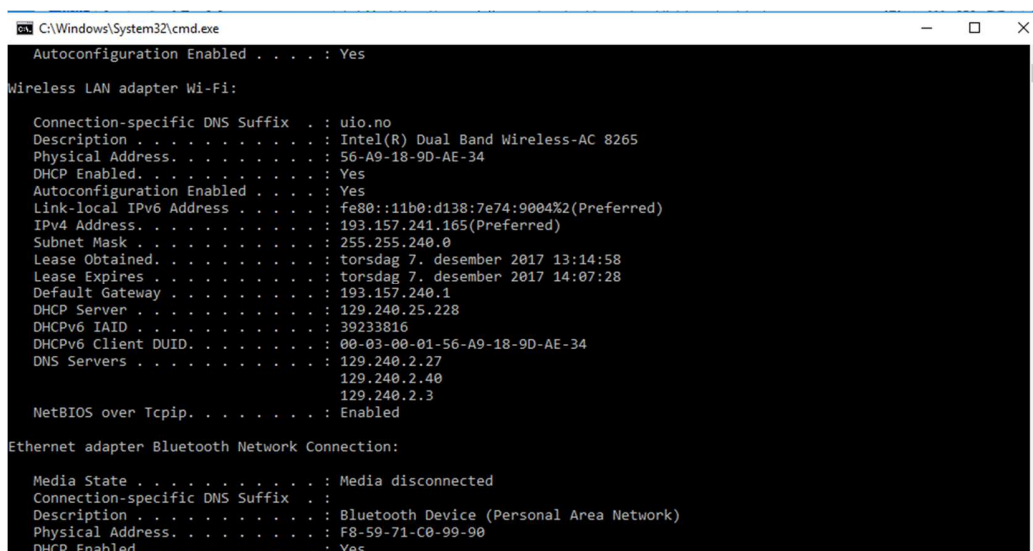 C:\Windows\System32\cmd.exe
Autoconfiguration Enabled . . . . : Yes
Wireless LAN adapter Wi-Fi:
Connection-specific DNS Suffix  . : uio.no
Description . . . . . . . . . . . : Intel(R) Dual Band Wireless-AC 8265
Physical Address. . . . . . . . . : 56-A9-18-9D-AE-34
DHCP Enabled. . . . . . . . . . . : Yes
Autoconfiguration Enabled . . . . : Yes
Link-local IPv6 Address . . . . . : fe80::11b0:d138:7e74:9004%2(Preferred)
IPv4 Address. . . . . . . . . . . : 193.157.241.165(Preferred)
Subnet Mask . . . . . . . . . . . : 255.255.240.0
Lease Obtained. . . . . . . . . . : torsdag 7. desember 2017 13:14:58
Lease Expires . . . . . . . . . . : torsdag 7. desember 2017 14:07:28
Default Gateway . . . . . . . . . : 193.157.240.1
DHCP Server . . . . . . . . . . . : 129.240.25.228
DHCPv6 IAID . . . . . . . . . . . : 39233816
DHCPv6 Client DUID. . . . . . . . : 00-03-00-01-56-A9-18-9D-AE-34
DNS Servers . . . . . . . . . . . : 129.240.2.27
129.240.2.40
129.240.2.3
NetBIOS over Tcpip. . . . . . . . : Enabled
Ethernet adapter Bluetooth Network Connection:
Media State . . . . . . . . . . . : Media disconnected
Connection-specific DNS Suffix  . :
Description . . . . . . . . . . . : Bluetooth Device (Personal Area Network)
Physical Address. . . . . . . . . : F8-59-71-C0-99-90
DHCP Enabled. . . . . . . . . . . : Yes